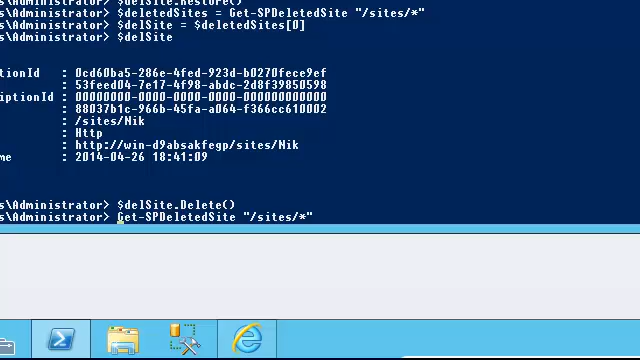 s\Administrator> $delSite.Restore()
s\Administrator> $deletedSites = Get-SPDeletedSite "/sites/*"
s\Administrator> $delSite = $deletedSites[0]
s\Administrator> $delSite
tionId : 0cd60ba5-286e-4fed-923d-b0270fece9ef
: 53feed04-7e17-4f98-abdc-2d8f39850598
iptionId : 00000000-0000-0000-0000-000000000000
: 88037b1c-966b-45fa-a064-f366cc610002
: /sites/Nik
: Http
: http://win-d9absakfegp/sites/Nik
me : 2014-04-26 18:41:09
s\Administrator> $delSite.Delete()
s\Administrator> Get-SPDeletedSite "/sites/*"